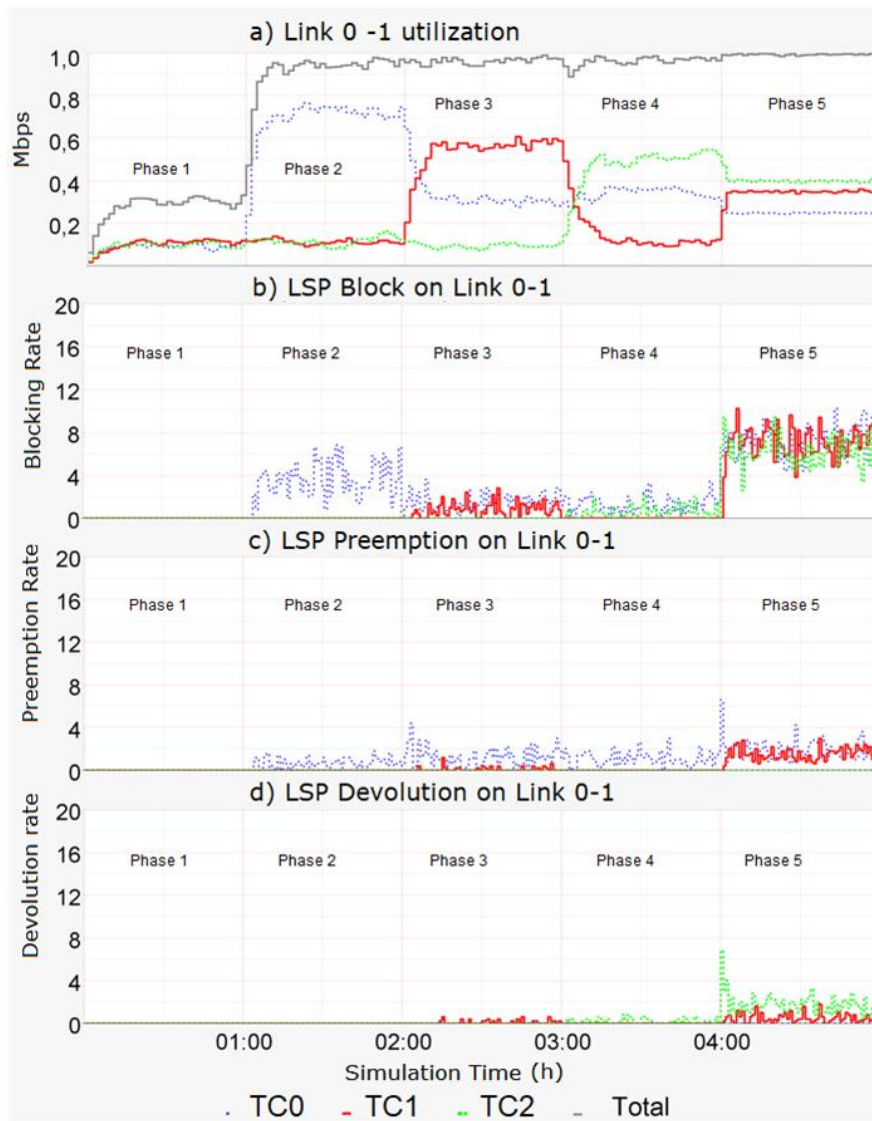 a) Link 0 -1 utilization
Mbps
1,0
0,8
0,6
0,4
0,2
Phase 1
Phase 2
Phase 3
Phase 4
Phase 5
b) LSP Block on Link 0-1
Blocking Rate
20
16
12
8
4
0
Phase 1
Phase 2
Phase 3
Phase 4
Phase 5
c) LSP Preemption on Link 0-1
Preemption Rate
20
16
12
8
4
0
Phase 1
Phase 2
Phase 3
Phase 4
Phase 5
d) LSP Devolution on Link 0-1
Devolution rate
20
16
12
8
4
0
Phase 1
Phase 2
Phase 3
Phase 4
Phase 5
01:00 02:00 03:00 04:00
Simulation Time (h)
TC0 TC1 TC2 Total